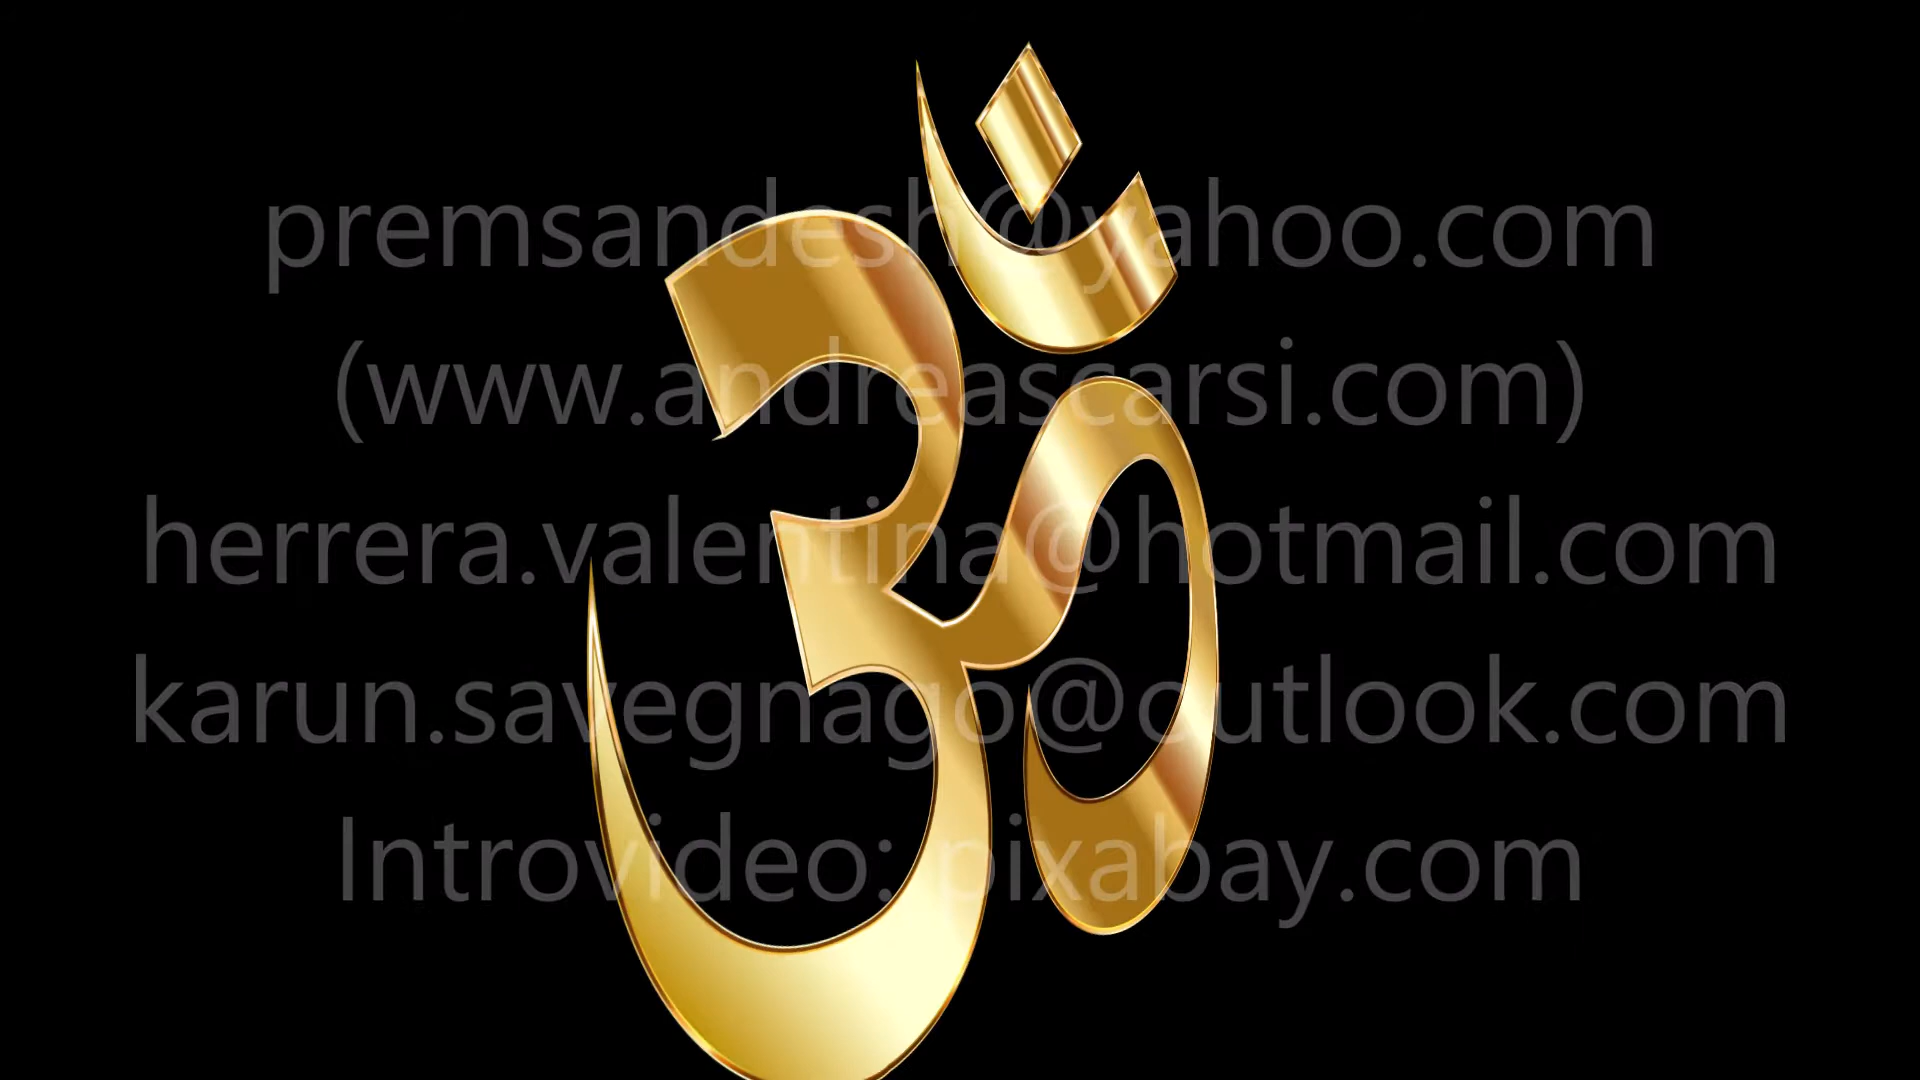 premsandesh@yahoo.com
(www.andreascarsi.com)
herrera.valentina@hotmail.com
karun.savegnago@outlook.com
Introvideo: pixabay.com
ॐ